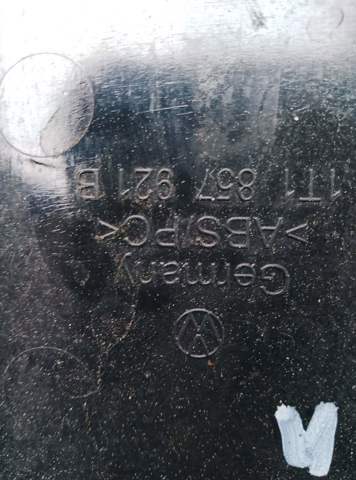 Germany
>ABS/PC<
1T1 857 921 B